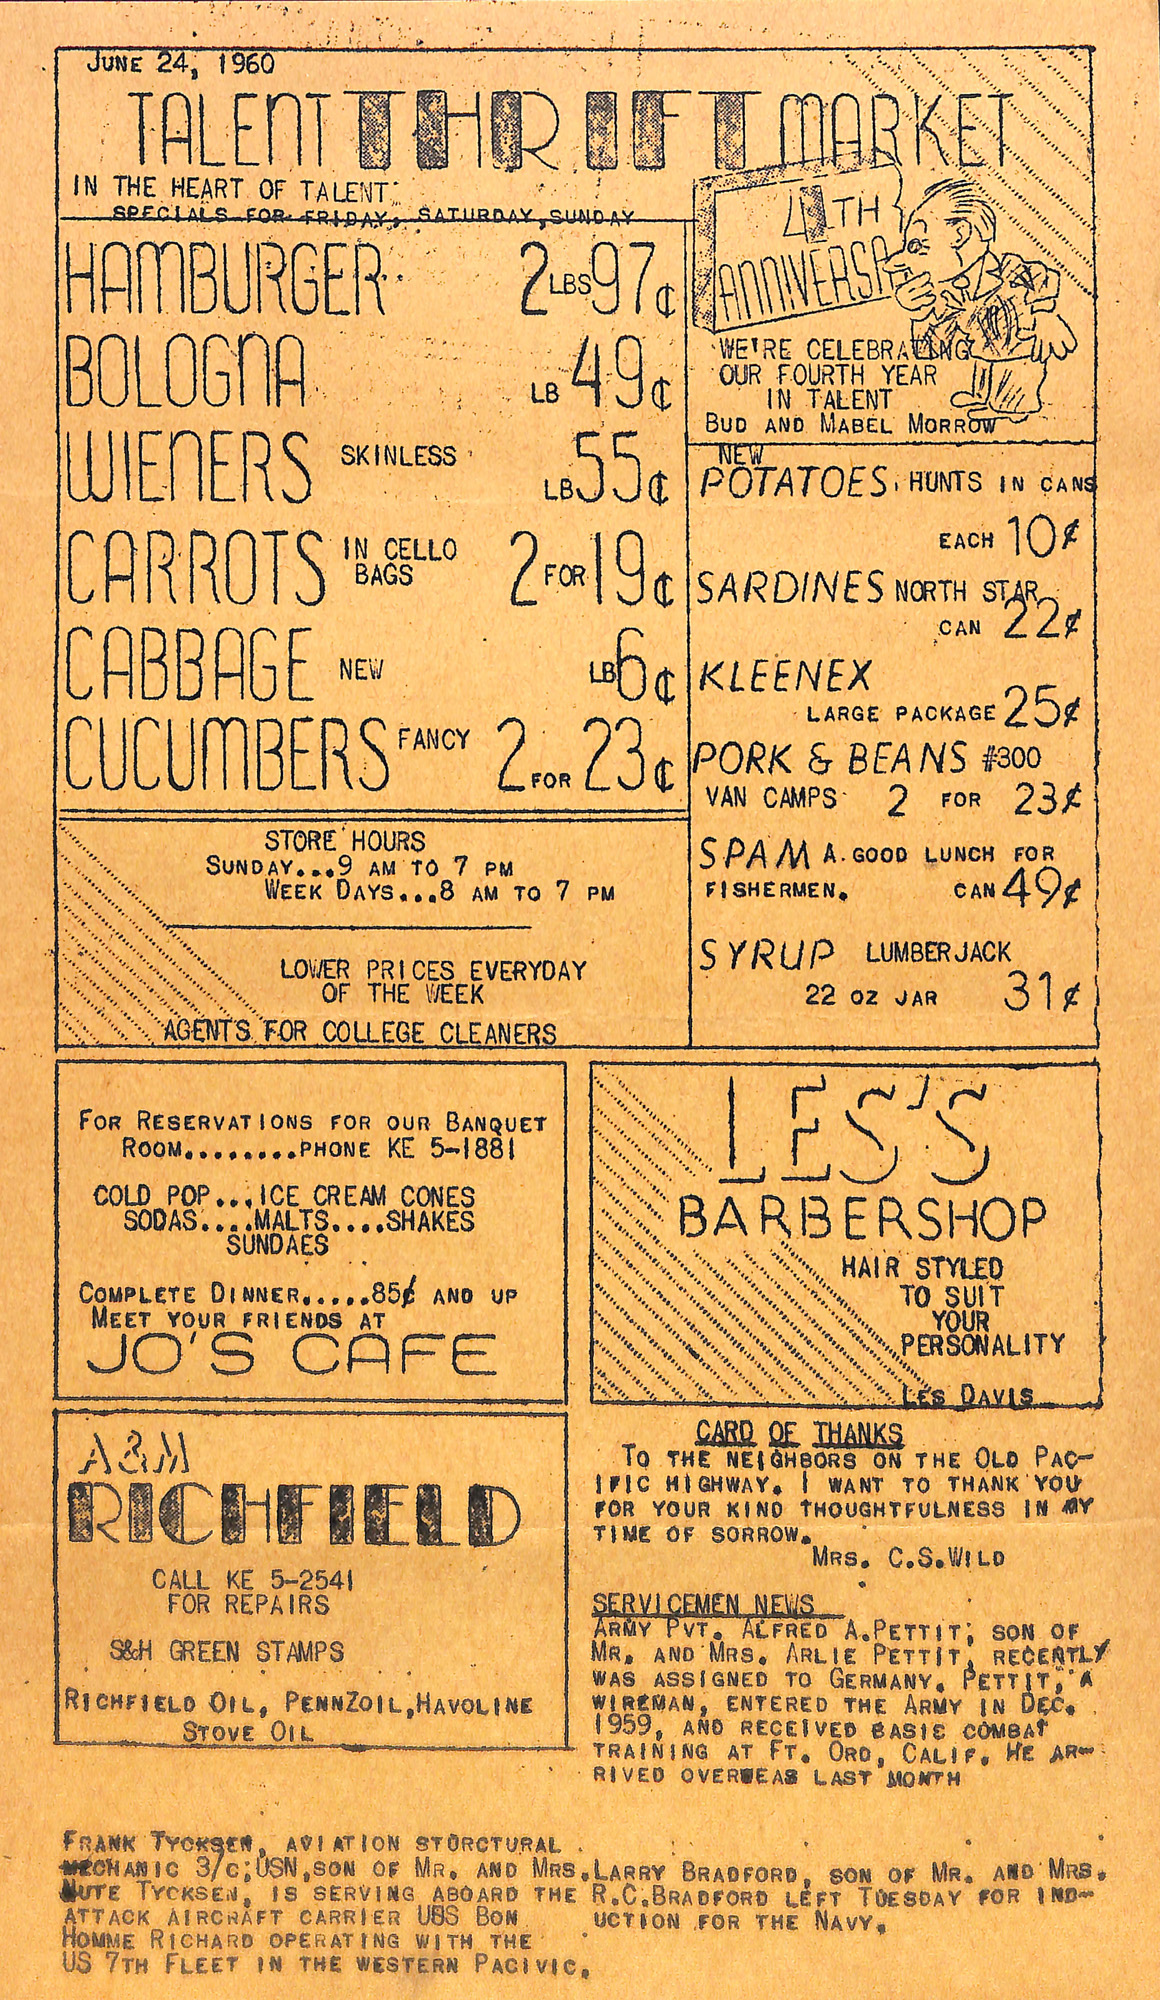 JUNE 24, 1960
TALENT THRIFT MARKET
IN THE HEART OF TALENT
SPECIALS FOR FRIDAY, SATURDAY, SUNDAY
HAMBURGER 2 LBS 97¢
BOLOGNA LB 49¢
WIENERS SKINLESS LB 55¢
CARROTS IN CELLO BAGS 2 FOR 19¢
CABBAGE NEW LB 6¢
CUCUMBERS FANCY 2 FOR 23¢
4TH
ANNIVERSA
WE'RE CELEBRATING
OUR FOURTH YEAR
IN TALENT
BUD AND MABEL MORROW
NEW
POTATOES HUNTS IN CANS
EACH 10¢
SARDINES NORTH STAR
CAN 22¢
KLEENEX
LARGE PACKAGE 25¢
PORK & BEANS #300
VAN CAMPS 2 FOR 23¢
SPAM A GOOD LUNCH FOR
FISHERMEN. CAN 49¢
SYRUP LUMBERJACK
22 OZ JAR 31¢
STORE HOURS
SUNDAY...9 AM TO 7 PM
WEEK DAYS...8 AM TO 7 PM
LOWER PRICES EVERYDAY
OF THE WEEK
AGENTS FOR COLLEGE CLEANERS
FOR RESERVATIONS FOR OUR BANQUET
ROOM........PHONE KE 5-1881
COLD POP...ICE CREAM CONES
SODAS....MALTS....SHAKES
SUNDAES
COMPLETE DINNER.....85¢ AND UP
MEET YOUR FRIENDS AT
JO'S CAFE
LES'S
BARBERSHOP
HAIR STYLED
TO SUIT
YOUR
PERSONALITY
LES DAVIS
A&M
RICHFIELD
CALL KE 5-2541
FOR REPAIRS
S&H GREEN STAMPS
RICHFIELD OIL, PENNZOIL, HAVOLINE
STOVE OIL
CARD OF THANKS
TO THE NEIGHBORS ON THE OLD PAC-
IFIC HIGHWAY. I WANT TO THANK YOU
FOR YOUR KIND THOUGHTFULNESS IN MY
TIME OF SORROW.
MRS. C.S.WILD
SERVICEMEN NEWS
ARMY PVT. ALFRED A.PETTIT, SON OF
MR. AND MRS. ARLIE PETTIT, RECENTLY
WAS ASSIGNED TO GERMANY. PETTIT, A
WIREMAN, ENTERED THE ARMY IN DEC.
1959, AND RECEIVED BASIC COMBAT
TRAINING AT FT. ORD, CALIF. HE AR-
RIVED OVERWEAS LAST MONTH
FRANK TYCKSEN, AVIATION STURCTURAL
MECHANIC 3/C, USN, SON OF MR. AND MRS.
NUTE TYCKSEN, IS SERVING ABOARD THE
ATTACK AIRCRAFT CARRIER USS BON
HOMME RICHARD OPERATING WITH THE
US 7TH FLEET IN THE WESTERN PACIVIC.
LARRY BRADFORD, SON OF MR. AND MRS.
R.C.BRADFORD LEFT TUESDAY FOR IND-
UCTION FOR THE NAVY.